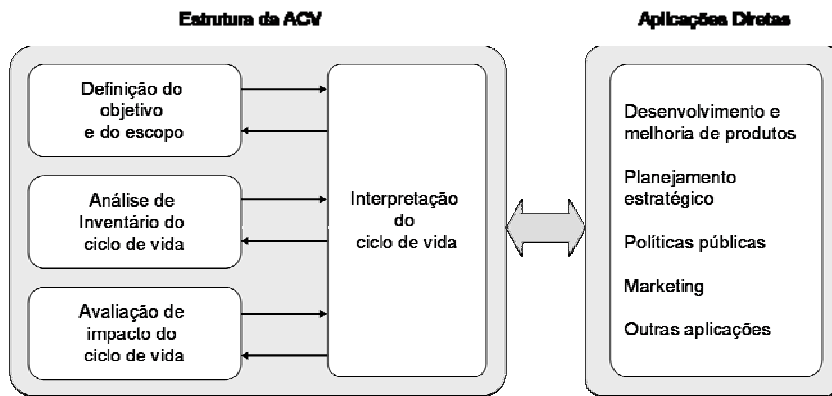 Estrutura da ACV
Aplicações Diretas
Definição do
objetivo
e do escopo
Análise de
Inventário do
ciclo de vida
Avaliação de
impacto do
ciclo de vida
Interpretação
do
ciclo de vida
Desenvolvimento e
melhoria de produtos
Planejamento
estratégico
Políticas públicas
Marketing
Outras aplicações